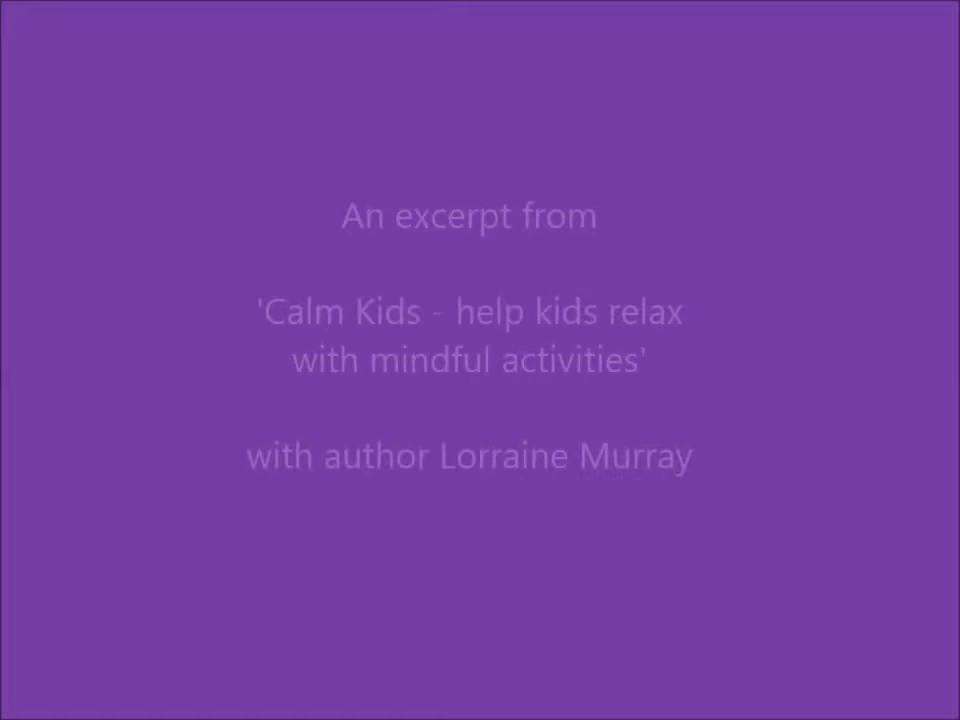 An excerpt from
'Calm Kids - help kids relax
with mindful activities'
with author Lorraine Murray